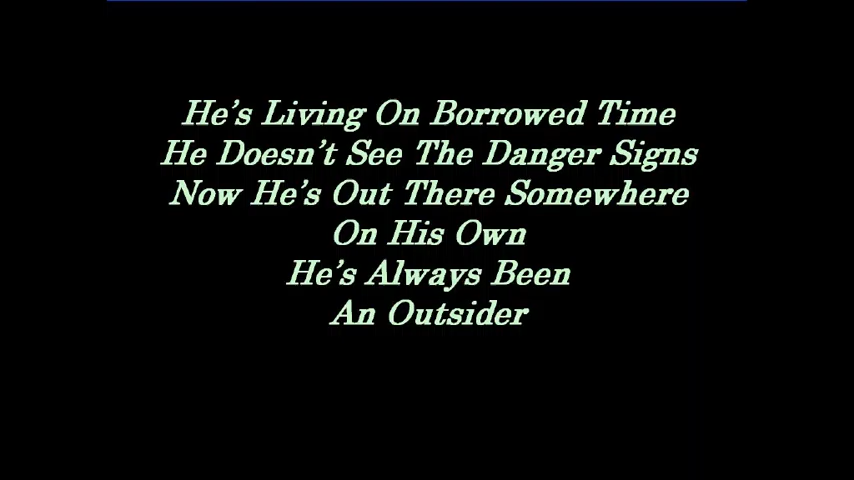 He’s Living On Borrowed Time
He Doesn’t See The Danger Signs
Now He’s Out There Somewhere
On His Own
He’s Always Been
An Outsider